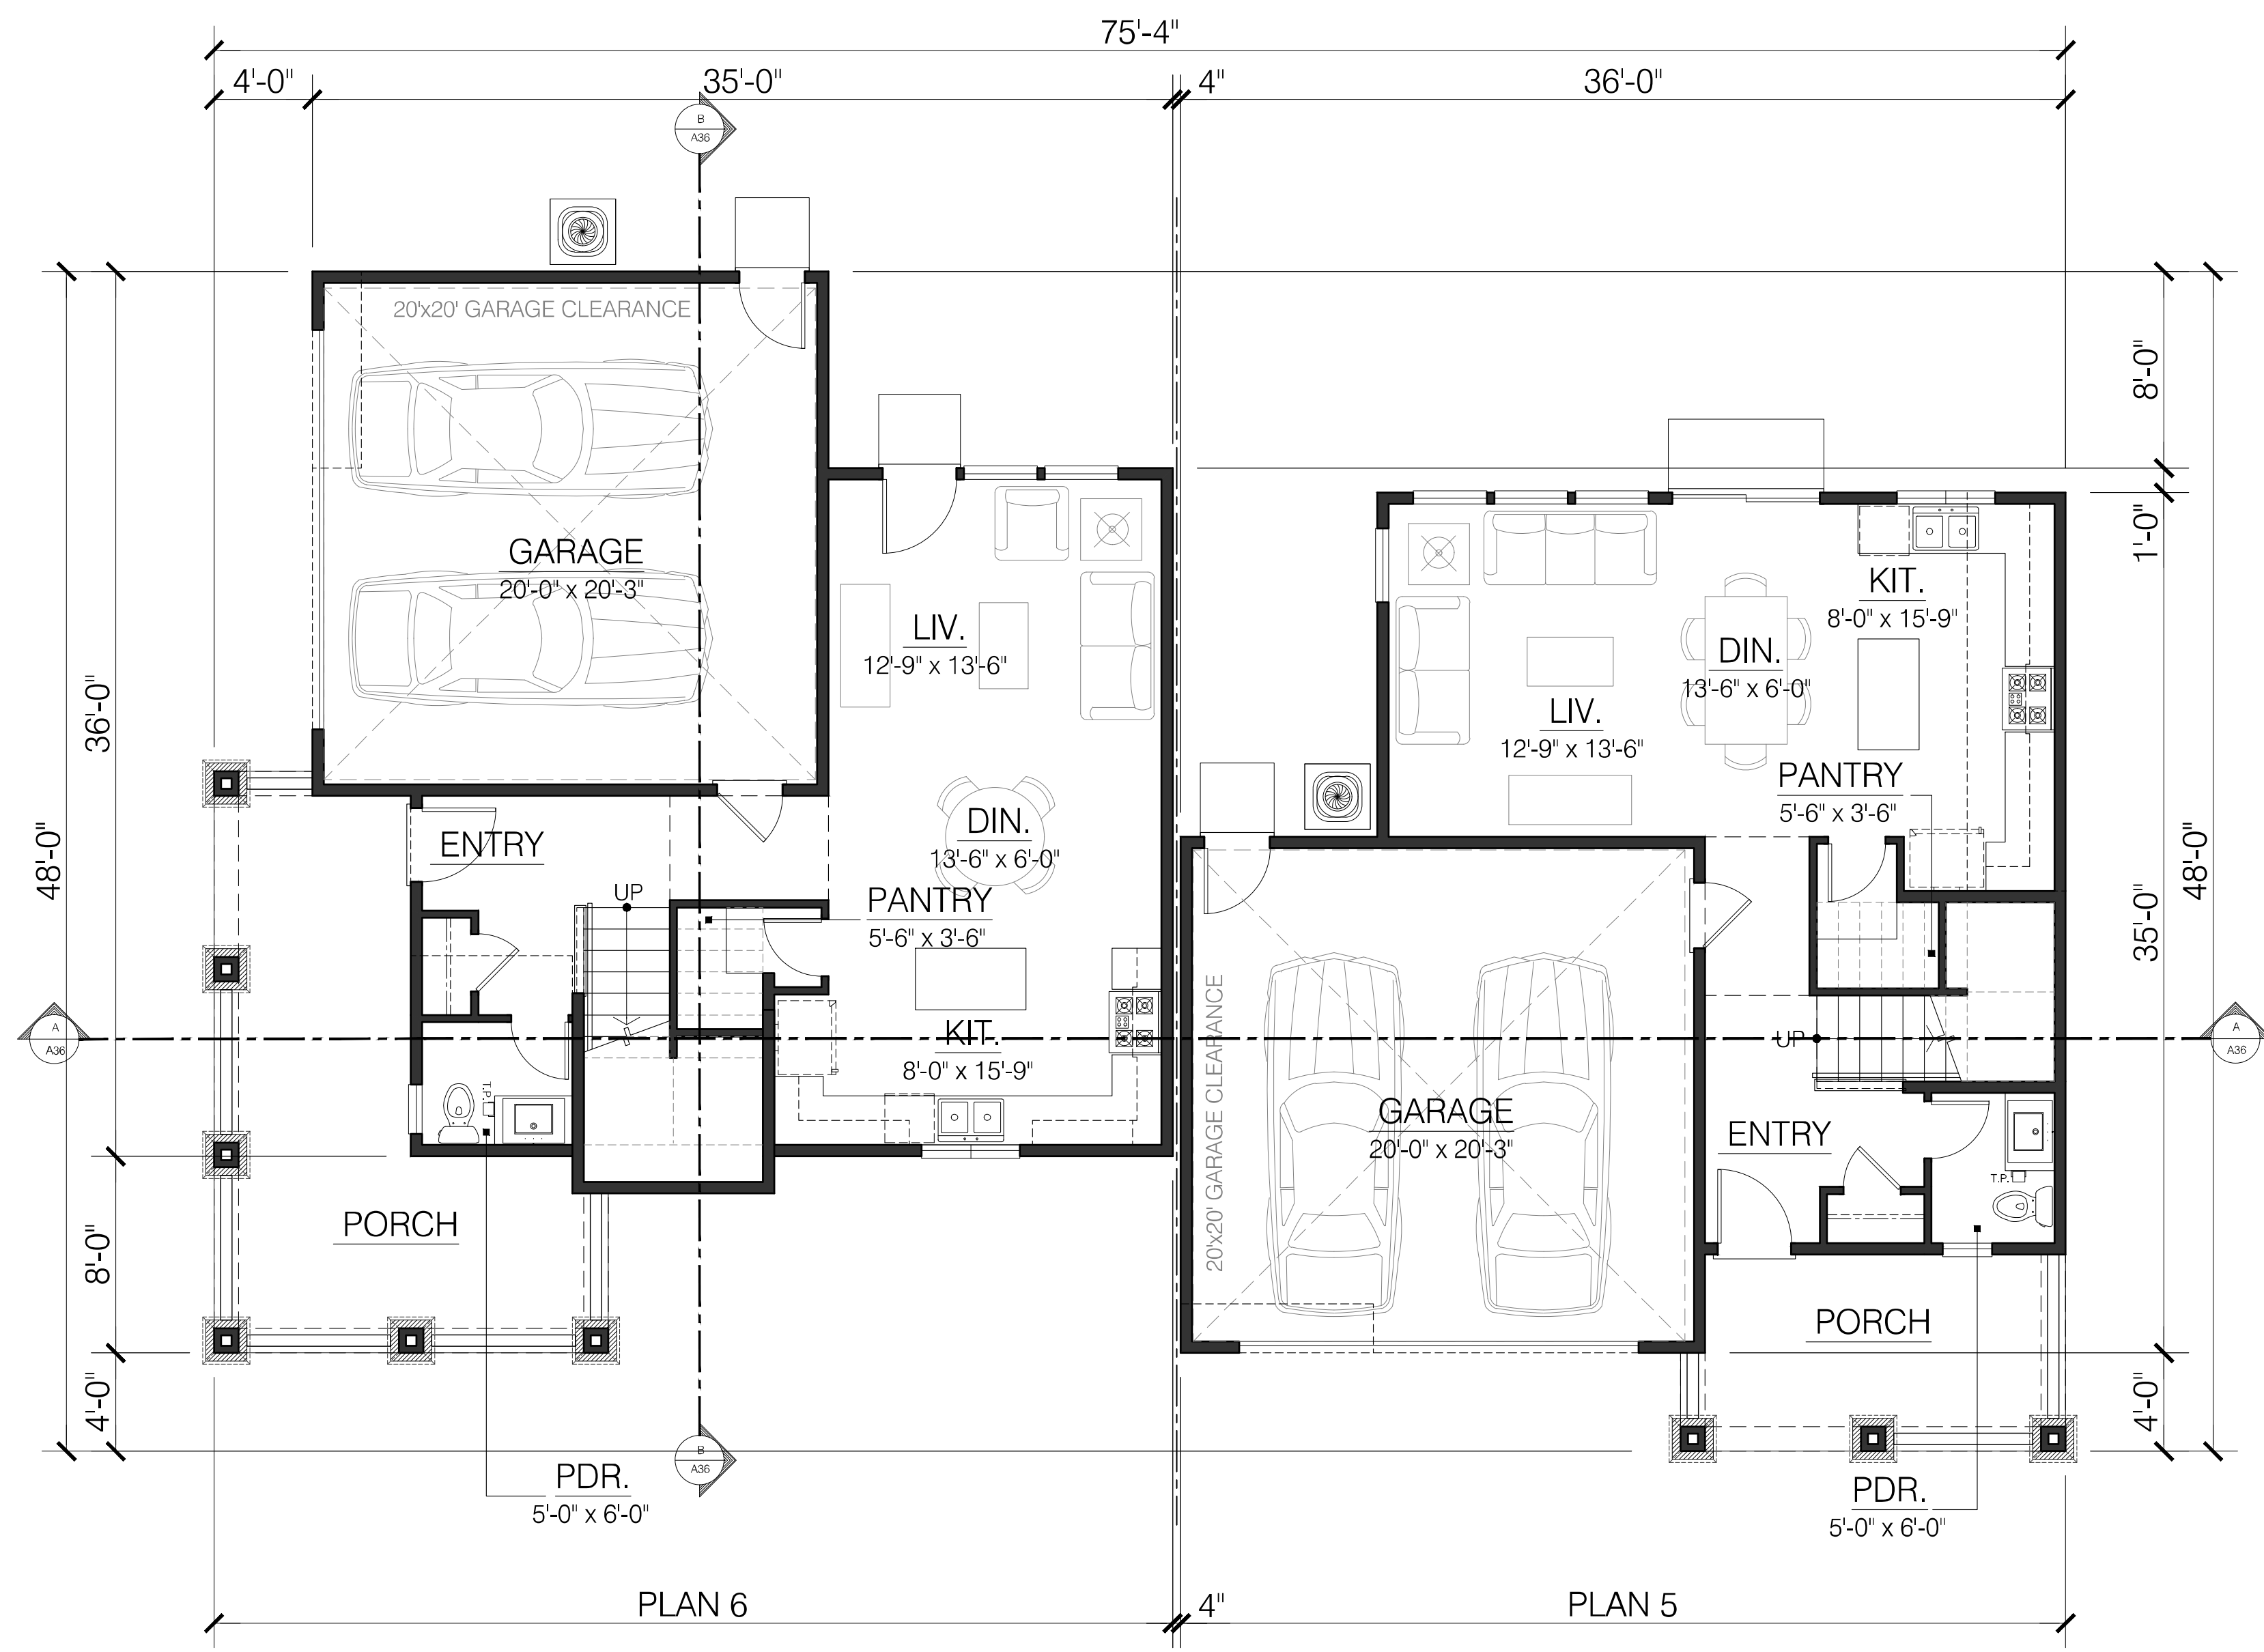 75'-4"
4'-0"
35'-0"
4"
36'-0"
B
A36
20'x20' GARAGE CLEARANCE
GARAGE
20'-0" x 20'-3"
LIV.
12'-9" x 13'-6"
DIN.
13'-6" x 6'-0"
ENTRY
UP
PANTRY
5'-6" x 3'-6"
KIT.
8'-0" x 15'-9"
T.P.
PORCH
PDR.
5'-0" x 6'-0"
48'-0"
36'-0"
8'-0"
4'-0"
A
A36
B
A36
KIT.
8'-0" x 15'-9"
DIN.
13'-6" x 6'-0"
LIV.
12'-9" x 13'-6"
PANTRY
5'-6" x 3'-6"
20'x20' GARAGE CLEARANCE
GARAGE
20'-0" x 20'-3"
UP
ENTRY
T.P.
PORCH
PDR.
5'-0" x 6'-0"
8'-0"
1'-0"
35'-0"
4'-0"
48'-0"
A
A36
PLAN 6
4"
PLAN 5